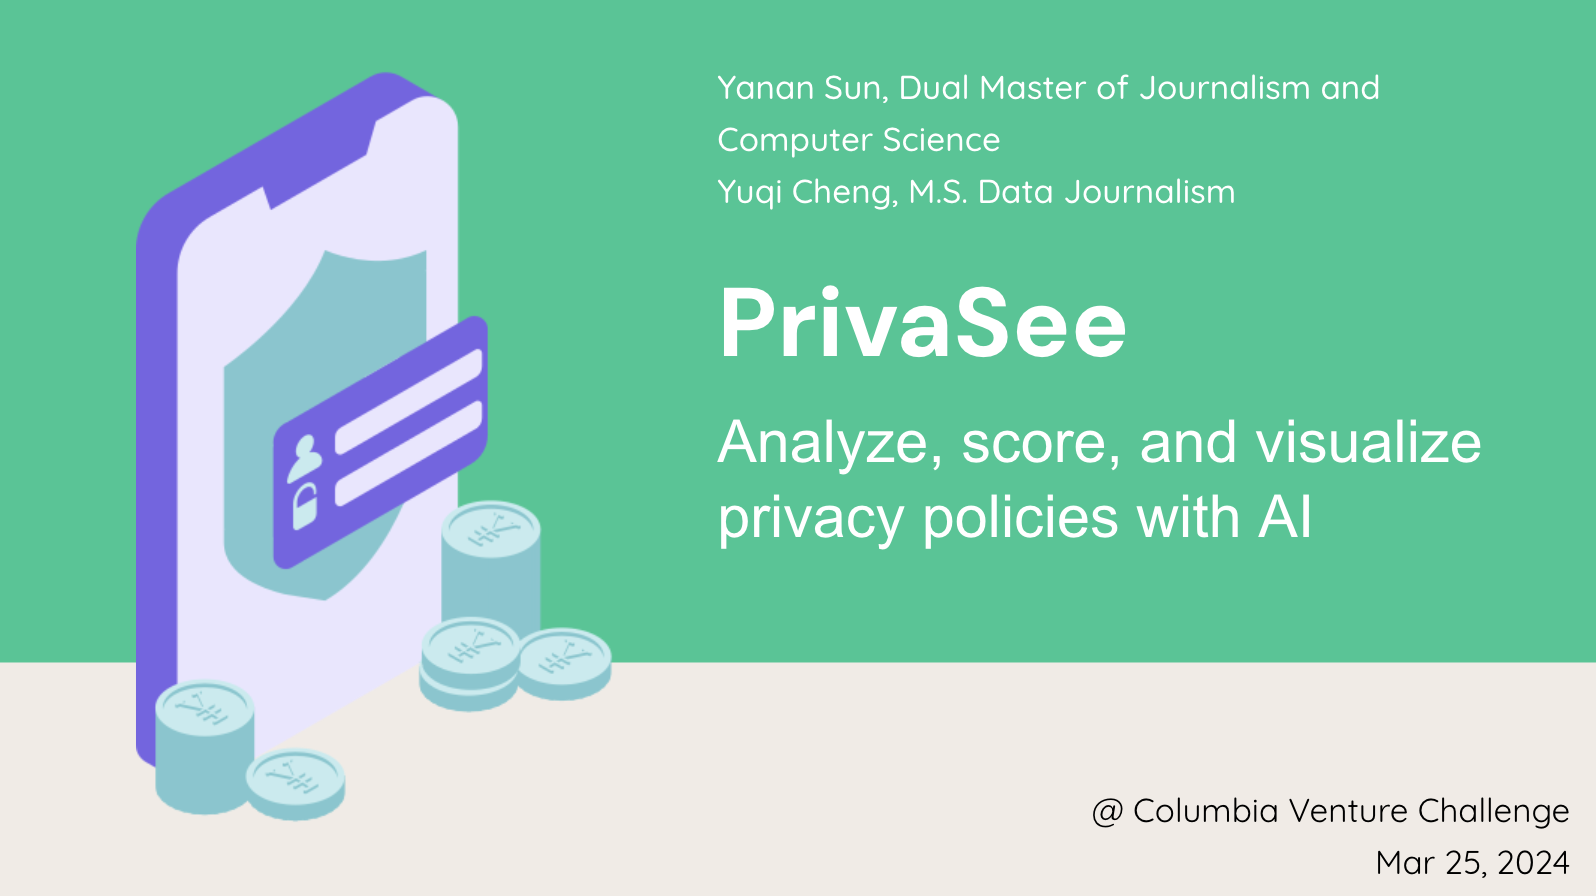 Yanan Sun, Dual Master of Journalism and
Computer Science
Yuqi Cheng, M.S. Data Journalism
PrivaSee
Analyze, score, and visualize
privacy policies with AI
@ Columbia Venture Challenge
Mar 25, 2024